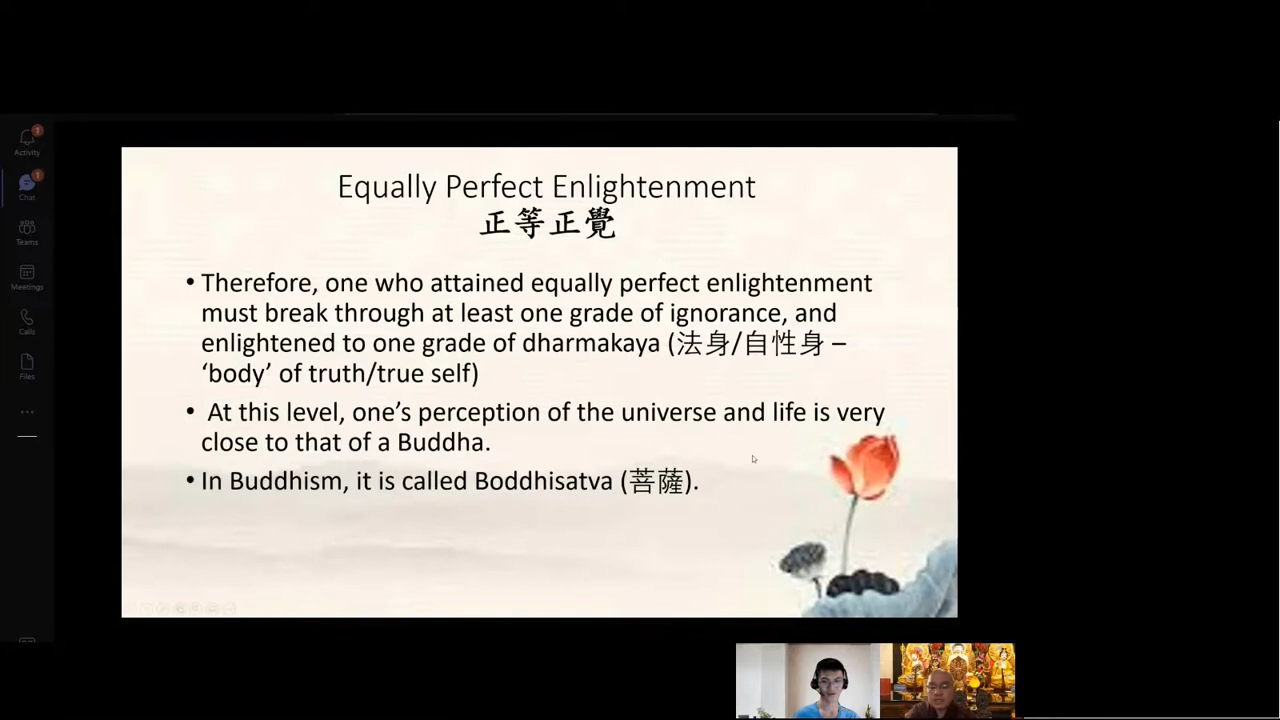 Activity
Chat
Teams
Meetings
Calls
Files
1
1
Equally Perfect Enlightenment
正等正覺
• Therefore, one who attained equally perfect enlightenment
must break through at least one grade of ignorance, and
enlightened to one grade of dharmakaya (法身/自性身 –
‘body’ of truth/true self)
• At this level, one’s perception of the universe and life is very
close to that of a Buddha.
• In Buddhism, it is called Boddhisatva (菩薩).